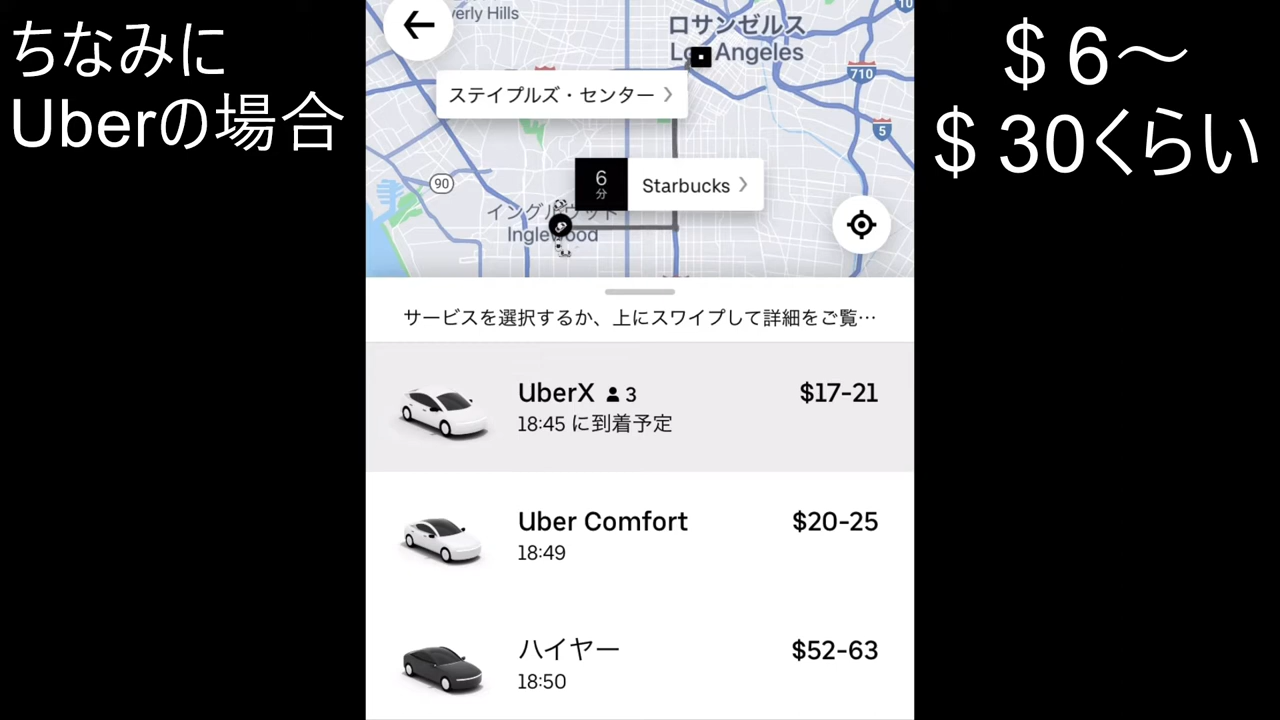 ちなみに
Uberの場合
$6～
$30くらい
verly Hills
ロサンゼルス
Los Angeles
10
710
5
ステイプルズ・センター
90
6
分
Starbucks
イングルウッド
Inglewood
サービスを選択するか、上にスワイプして詳細をご覧…
UberX 3
$17-21
18:45 に到着予定
Uber Comfort
$20-25
18:49
ハイヤー
$52-63
18:50